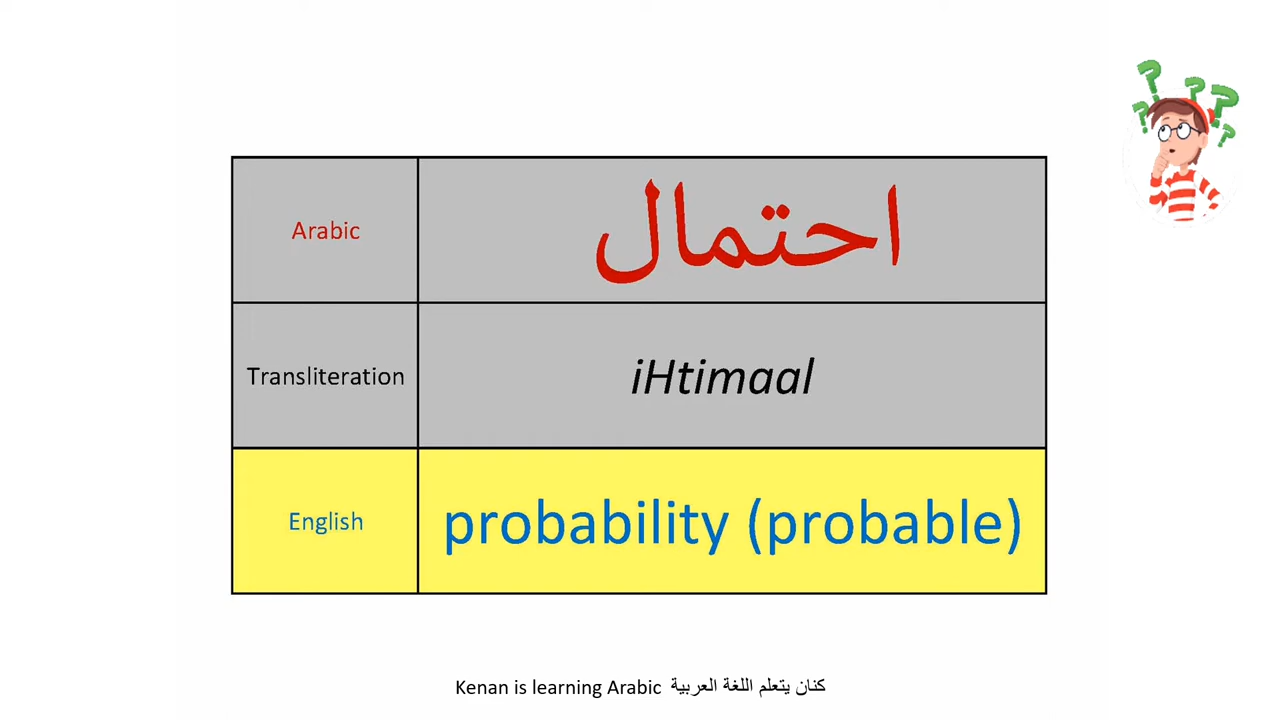 Arabic احتمال
Transliteration iHtimaal
English probability (probable)
Kenan is learning Arabic كنان يتعلم اللغة العربية